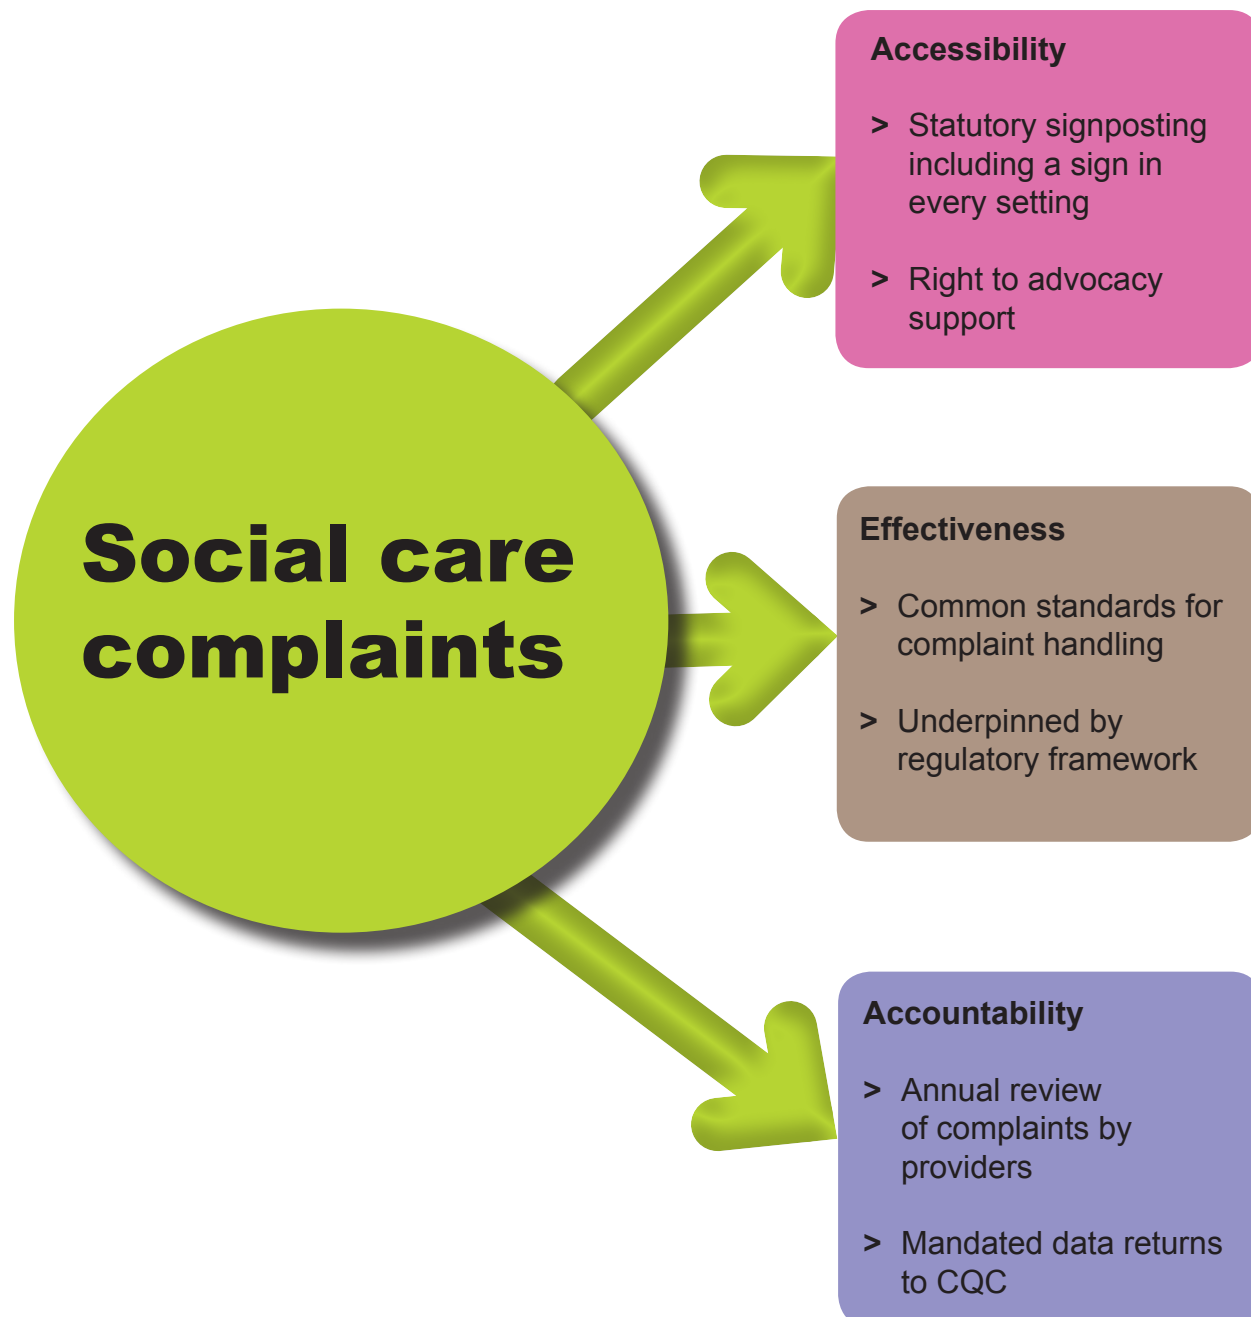 Social care
complaints
Accessibility
> Statutory signposting
including a sign in
every setting
> Right to advocacy
support
Effectiveness
> Common standards for
complaint handling
> Underpinned by
regulatory framework
Accountability
> Annual review
of complaints by
providers
> Mandated data returns
to CQC